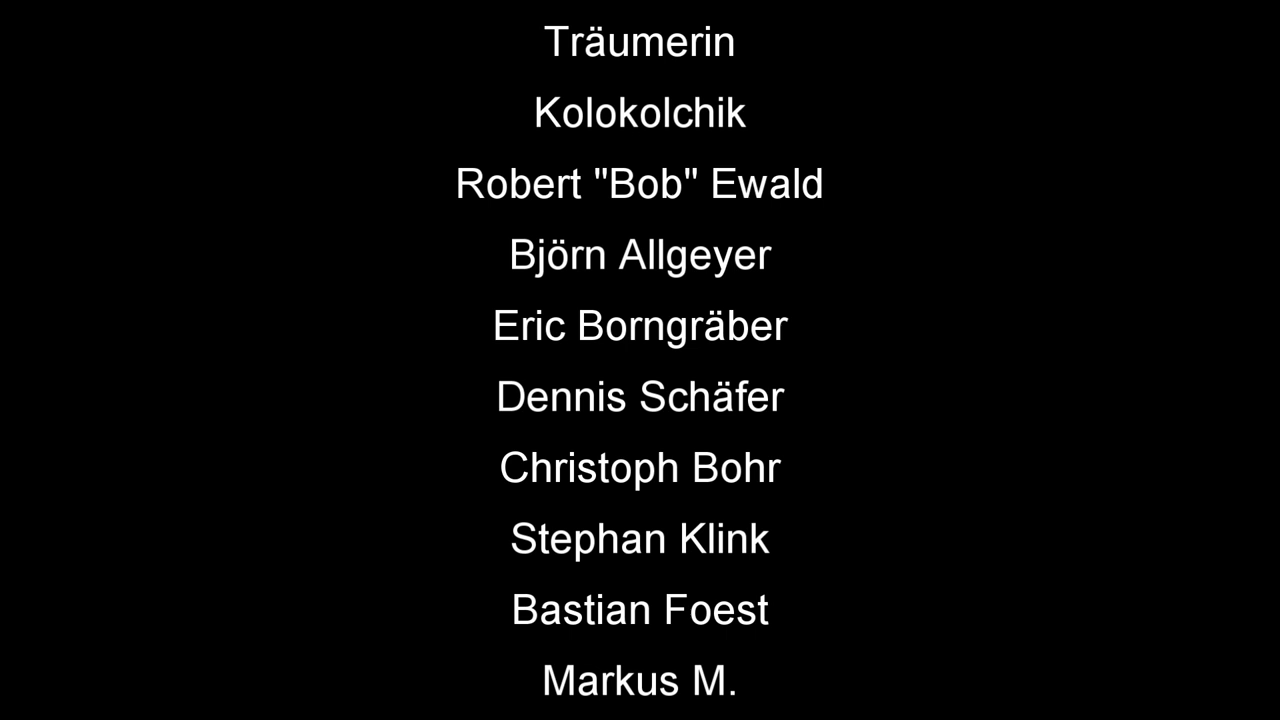 Träumerin
Kolokolchik
Robert "Bob" Ewald
Björn Allgeyer
Eric Borngräber
Dennis Schäfer
Christoph Bohr
Stephan Klink
Bastian Foest
Markus M.